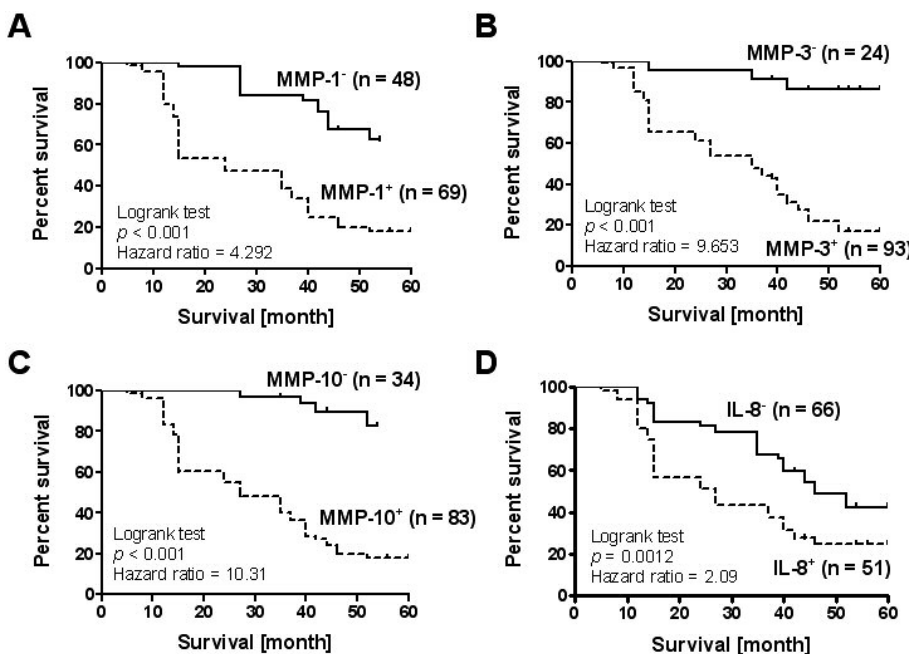 A
Percent survival
100
80
60
40
20
0
MMP-1⁻ (n = 48)
MMP-1⁺ (n = 69)
Logrank test
p < 0.001
Hazard ratio = 4.292
0 10 20 30 40 50 60
Survival [month]
B
Percent survival
100
80
60
40
20
0
MMP-3⁻ (n = 24)
Logrank test
p < 0.001
Hazard ratio = 9.653
MMP-3⁺ (n = 93)
0 10 20 30 40 50 60
Survival [month]
C
Percent survival
100
80
60
40
20
0
MMP-10⁻ (n = 34)
MMP-10⁺ (n = 83)
Logrank test
p < 0.001
Hazard ratio = 10.31
0 10 20 30 40 50 60
Survival [month]
D
Percent survival
100
80
60
40
20
0
IL-8⁻ (n = 66)
Logrank test
p = 0.0012
Hazard ratio = 2.09
IL-8⁺ (n = 51)
0 10 20 30 40 50 60
Survival [month]